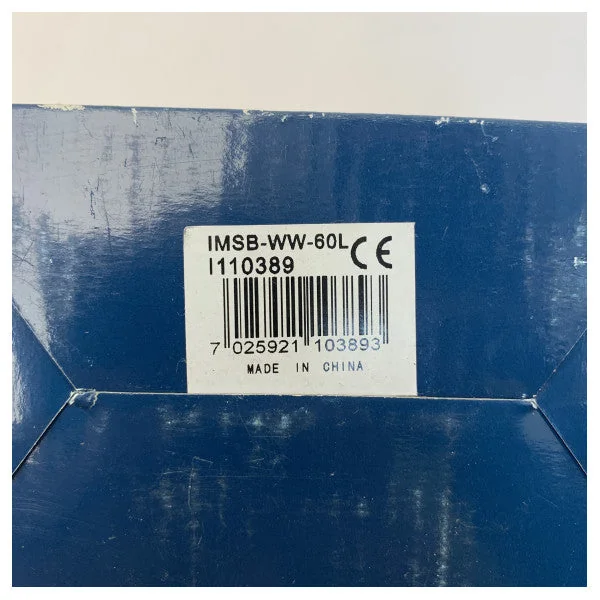 IMSB-WW-60L CE
I110389
7 025921 103893
MADE IN CHINA